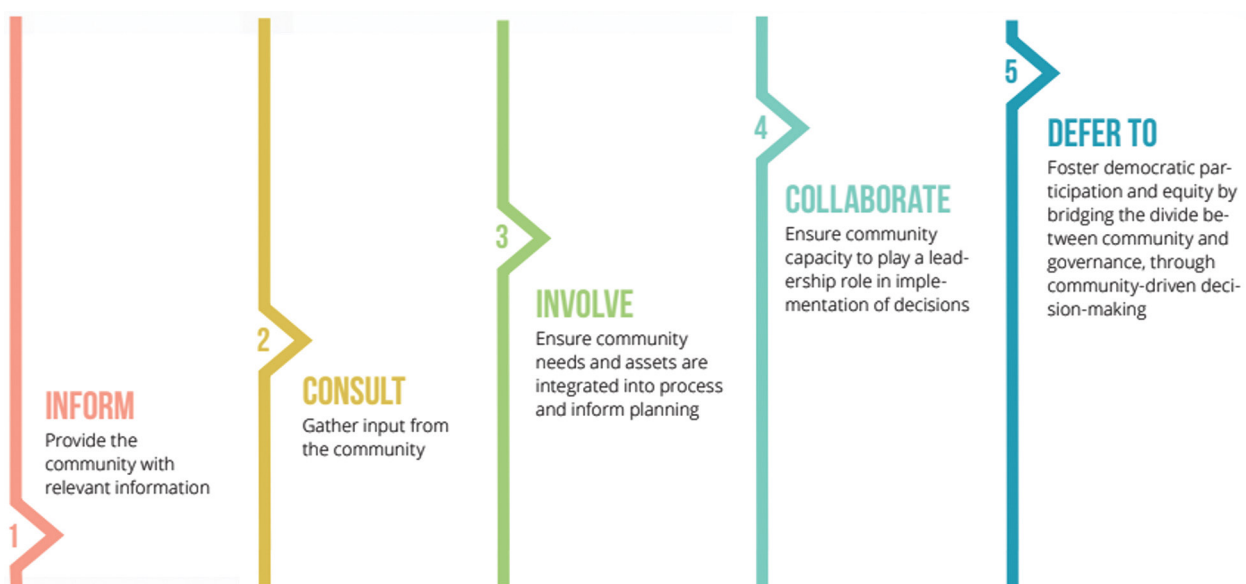 1
INFORM
Provide the
community with
relevant information
2
CONSULT
Gather input from
the community
3
INVOLVE
Ensure community
needs and assets are
integrated into process
and inform planning
4
COLLABORATE
Ensure community
capacity to play a lead-
ership role in imple-
mentation of decisions
5
DEFER TO
Foster democratic par-
ticipation and equity by
bridging the divide be-
tween community and
governance, through
community-driven deci-
sion-making